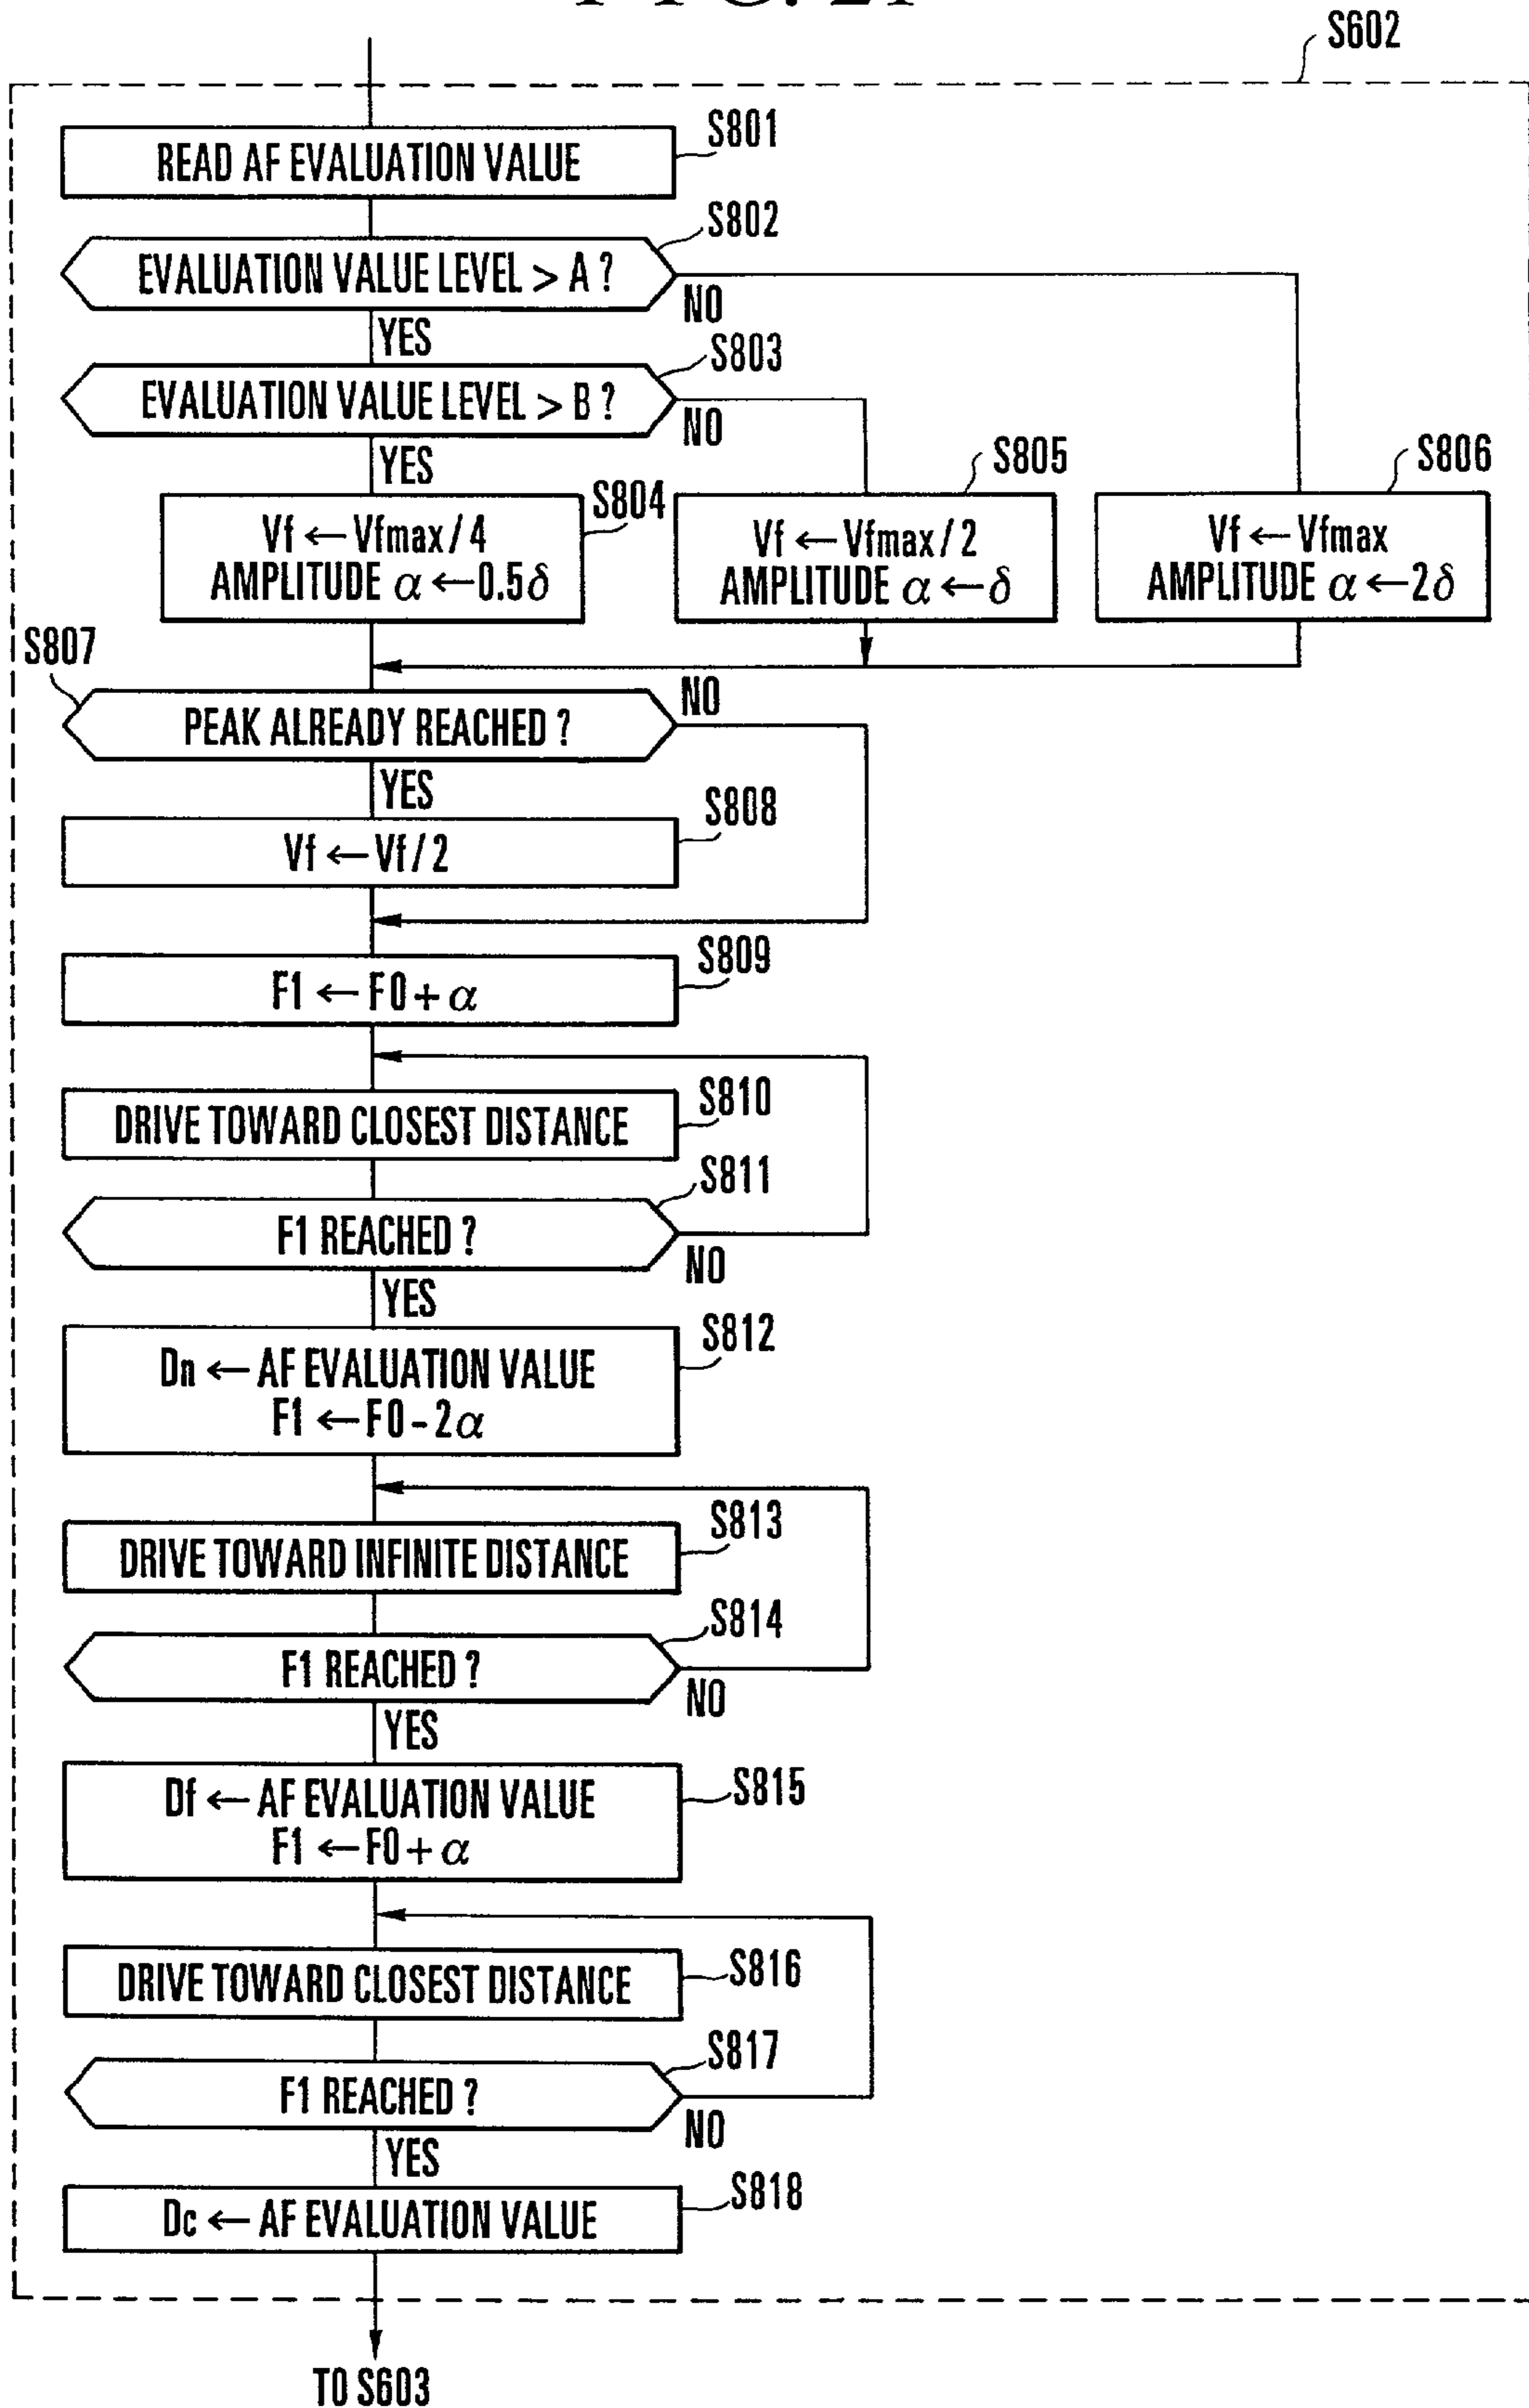 FIG. 21
S602
READ AF EVALUATION VALUE
S801
EVALUATION VALUE LEVEL > A ?
S802
NO
YES
EVALUATION VALUE LEVEL > B ?
S803
NO
YES
S804
Vf ← Vfmax / 4
AMPLITUDE α ← 0.5δ
S805
Vf ← Vfmax / 2
AMPLITUDE α ← δ
S806
Vf ← Vfmax
AMPLITUDE α ← 2δ
S807
PEAK ALREADY REACHED ?
NO
YES
Vf ← Vf / 2
S808
F1 ← F0 + α
S809
DRIVE TOWARD CLOSEST DISTANCE
S810
F1 REACHED ?
S811
NO
YES
S812
Dn ← AF EVALUATION VALUE
F1 ← F0 - 2α
DRIVE TOWARD INFINITE DISTANCE
S813
F1 REACHED ?
S814
NO
YES
S815
Df ← AF EVALUATION VALUE
F1 ← F0 + α
DRIVE TOWARD CLOSEST DISTANCE
S816
F1 REACHED ?
S817
NO
YES
Dc ← AF EVALUATION VALUE
S818
TO S603